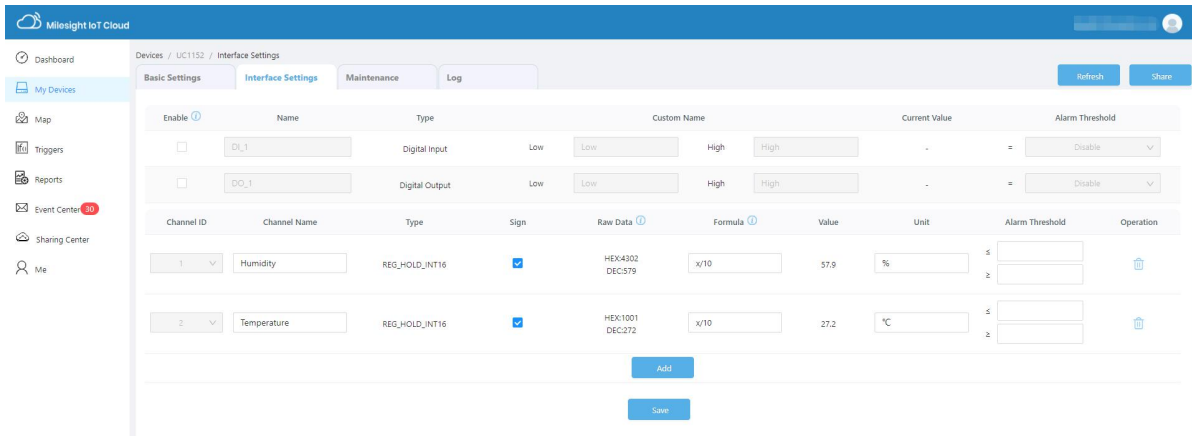 Milesight IoT Cloud
Dashboard
My Devices
Map
Triggers
Reports
Event Center 30
Sharing Center
Me
Devices / UC1152 / Interface Settings
Basic Settings Interface Settings Maintenance Log
Refresh Share
Enable Name Type Custom Name Current Value Alarm Threshold
DI_1 Digital Input Low Low High High - = Disable
DO_1 Digital Output Low Low High High - = Disable
Channel ID Channel Name Type Sign Raw Data Formula Value Unit Alarm Threshold Operation
1 Humidity REG_HOLD_INT16 HEX:4302 DEC:579 x/10 57.9 % ≤ ≥
2 Temperature REG_HOLD_INT16 HEX:1001 DEC:272 x/10 27.2 ℃ ≤ ≥
Add
Save